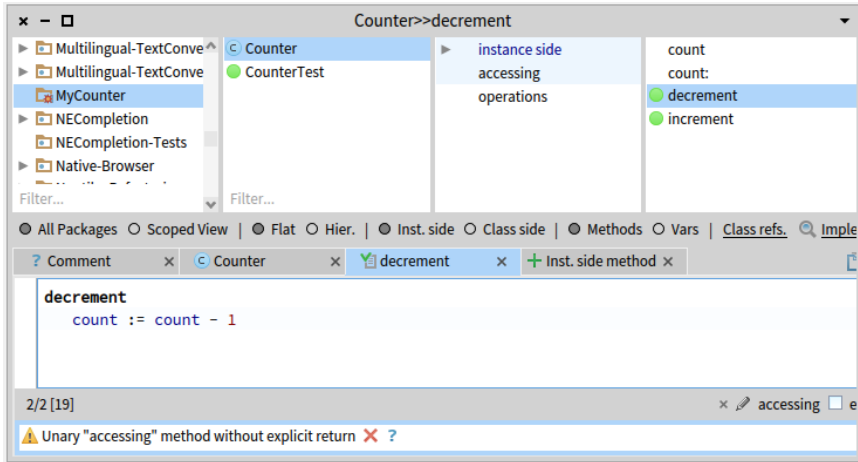 Counter>>decrement
Multilingual-TextConve
Multilingual-TextConve
MyCounter
NECompletion
NECompletion-Tests
Native-Browser
Filter...
C Counter
CounterTest
Filter...
instance side
accessing
operations
count
count:
decrement
increment
All Packages Scoped View | Flat Hier. | Inst. side Class side | Methods Vars | Class refs. Imple
? Comment × C Counter × decrement × + Inst. side method ×
decrement
count := count - 1
2/2 [19] × accessing e
Unary "accessing" method without explicit return ?